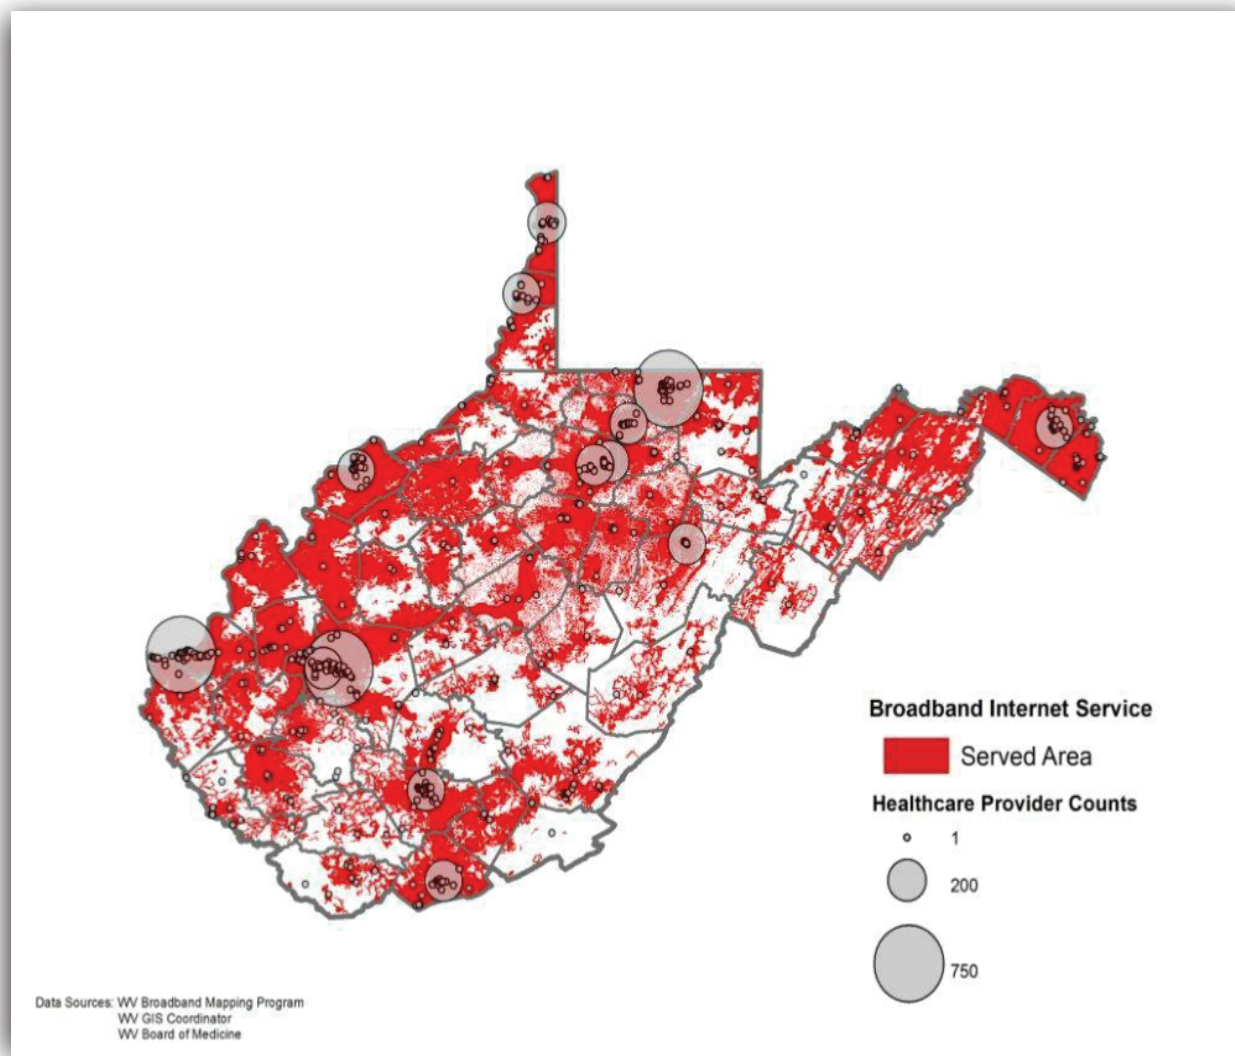 Broadband Internet Service
Served Area
Healthcare Provider Counts
1
200
750
Data Sources: WV Broadband Mapping Program
WV GIS Coordinator
WV Board of Medicine